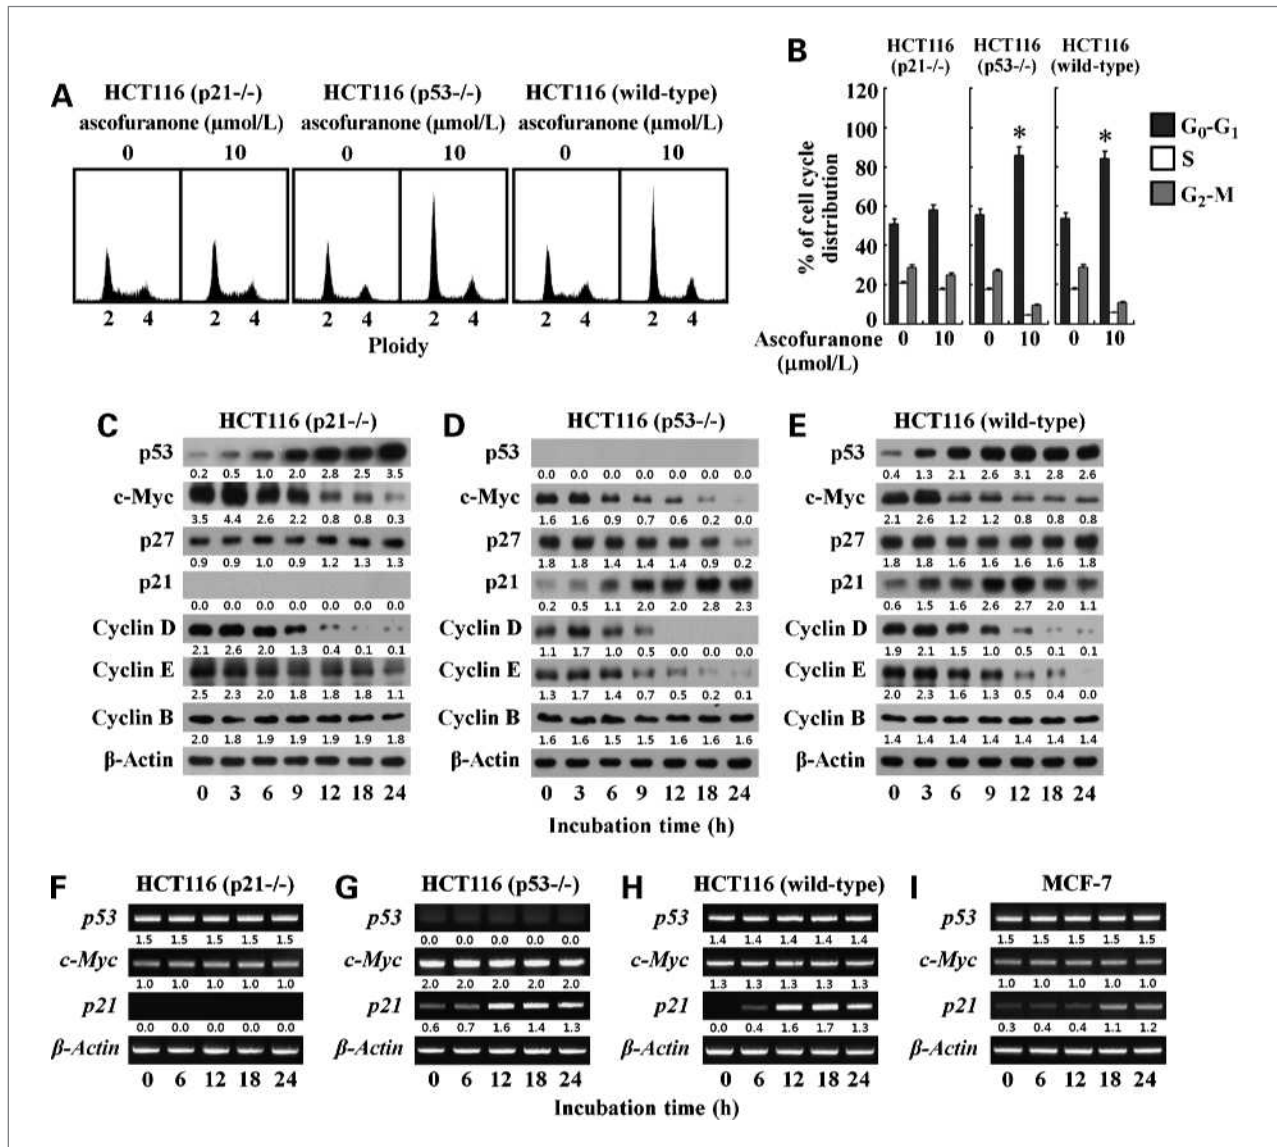 A
HCT116 (p21-/-) HCT116 (p53-/-) HCT116 (wild-type)
ascofuranone (μmol/L) ascofuranone (μmol/L) ascofuranone (μmol/L)
0 10 0 10 0 10
2 4 2 4 2 4 2 4 2 4 2 4
Ploidy
B
HCT116 HCT116 HCT116
(p21-/-) (p53-/-) (wild-type)
% of cell cycle
distribution
120
100
80
60
40
20
0
* *
G0-G1
S
G2-M
Ascofuranone 0 10 0 10 0 10
(μmol/L)
C HCT116 (p21-/-)
p53
0.2 0.5 1.0 2.0 2.8 2.5 3.5
c-Myc
3.5 4.4 2.6 2.2 0.8 0.8 0.3
p27
0.9 0.9 1.0 0.9 1.2 1.3 1.3
p21
0.0 0.0 0.0 0.0 0.0 0.0 0.0
Cyclin D
2.1 2.6 2.0 1.3 0.4 0.1 0.1
Cyclin E
2.5 2.3 2.0 1.8 1.8 1.8 1.1
Cyclin B
2.0 1.8 1.9 1.9 1.9 1.9 1.8
β-Actin
0 3 6 9 12 18 24
D HCT116 (p53-/-)
p53
0.0 0.0 0.0 0.0 0.0 0.0 0.0
c-Myc
1.6 1.6 0.9 0.7 0.6 0.2 0.0
p27
1.8 1.8 1.4 1.4 1.4 0.9 0.2
p21
0.2 0.5 1.1 2.0 2.0 2.8 2.3
Cyclin D
1.1 1.7 1.0 0.5 0.0 0.0 0.0
Cyclin E
1.3 1.7 1.4 0.7 0.5 0.2 0.1
Cyclin B
1.6 1.6 1.5 1.5 1.6 1.6 1.6
β-Actin
0 3 6 9 12 18 24
E HCT116 (wild-type)
p53
0.4 1.3 2.1 2.6 3.1 2.8 2.6
c-Myc
2.1 2.6 1.2 1.2 0.8 0.8 0.8
p27
1.8 1.8 1.6 1.6 1.6 1.6 1.8
p21
0.6 1.5 1.6 2.6 2.7 2.0 1.1
Cyclin D
1.9 2.1 1.5 1.0 0.5 0.1 0.1
Cyclin E
2.0 2.3 1.6 1.3 0.5 0.4 0.0
Cyclin B
1.4 1.4 1.4 1.4 1.4 1.4 1.4
β-Actin
0 3 6 9 12 18 24
Incubation time (h)
F HCT116 (p21-/-)
p53
1.5 1.5 1.5 1.5 1.5
c-Myc
1.0 1.0 1.0 1.0 1.0
p21
0.0 0.0 0.0 0.0 0.0
β-Actin
0 6 12 18 24
G HCT116 (p53-/-)
p53
0.0 0.0 0.0 0.0 0.0
c-Myc
2.0 2.0 2.0 2.0 2.0
p21
0.6 0.7 1.6 1.4 1.3
β-Actin
0 6 12 18 24
H HCT116 (wild-type)
p53
1.4 1.4 1.4 1.4 1.4
c-Myc
1.3 1.3 1.3 1.3 1.3
p21
0.0 0.4 1.6 1.7 1.3
β-Actin
0 6 12 18 24
I MCF-7
p53
1.5 1.5 1.5 1.5 1.5
c-Myc
1.0 1.0 1.0 1.0 1.0
p21
0.3 0.4 0.4 1.1 1.2
β-Actin
0 6 12 18 24
Incubation time (h)